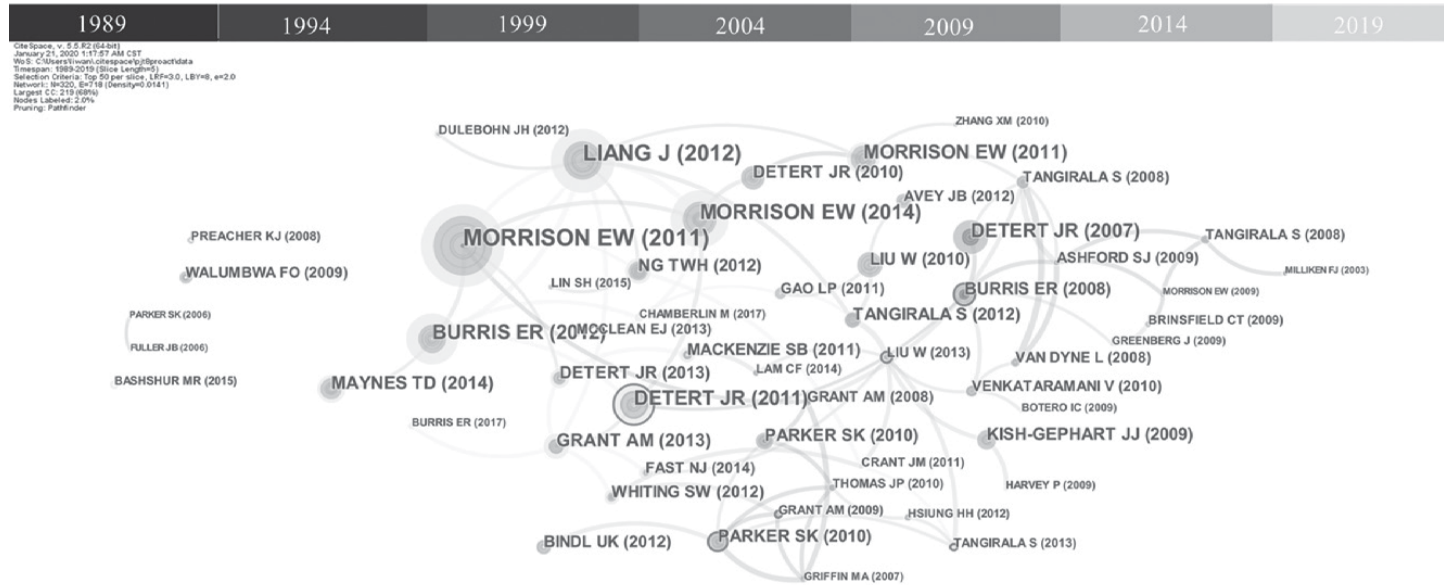 1989 1994 1999 2004 2009 2014 2019
CiteSpace, v. 5.5.R2 (64-bit)
January 21, 2020 1:17:57 AM CST
WoS: C:\Users\liwan\.citespace\pjt8proact\data
Timespan: 1989-2019 (Slice Length=5)
Selection Criteria: Top 50 per slice, LRF=3.0, LBY=8, e=2.0
Network: N=320, E=718 (Density=0.0141)
Largest CC: 219 (68%)
Nodes Labeled: 2.0%
Pruning: Pathfinder
ZHANG XM (2010)
DULEBOHN JH (2012)
LIANG J (2012)
MORRISON EW (2011)
DETERT JR (2010)
TANGIRALA S (2008)
AVEY JB (2012)
MORRISON EW (2014)
DETERT JR (2007)
PREACHER KJ (2008)
MORRISON EW (2011)
TANGIRALA S (2008)
ASHFORD SJ (2009)
LIU W (2010)
NG TWH (2012)
WALUMBWA FO (2009)
MILLIKEN FJ (2003)
LIN SH (2015)
GAO LP (2011)
BURRIS ER (2008)
MORRISON EW (2009)
PARKER SK (2006)
CHAMBERLIN M (2017)
TANGIRALA S (2012)
BRINSFIELD CT (2009)
BURRIS ER (2012)
MCCLEAN EJ (2013)
GREENBERG J (2009)
FULLER JB (2006)
MACKENZIE SB (2011)
LIU W (2013)
VAN DYNE L (2008)
BASHSHUR MR (2015)
MAYNES TD (2014)
DETERT JR (2013)
LAM CF (2014)
VENKATARAMANI V (2010)
DETERT JR (2011)
GRANT AM (2008)
BOTERO IC (2009)
BURRIS ER (2017)
GRANT AM (2013)
PARKER SK (2010)
KISH-GEPHART JJ (2009)
FAST NJ (2014)
CRANT JM (2011)
WHITING SW (2012)
THOMAS JP (2010)
HARVEY P (2009)
GRANT AM (2009)
HSIUNG HH (2012)
BINDL UK (2012)
PARKER SK (2010)
TANGIRALA S (2013)
GRIFFIN MA (2007)